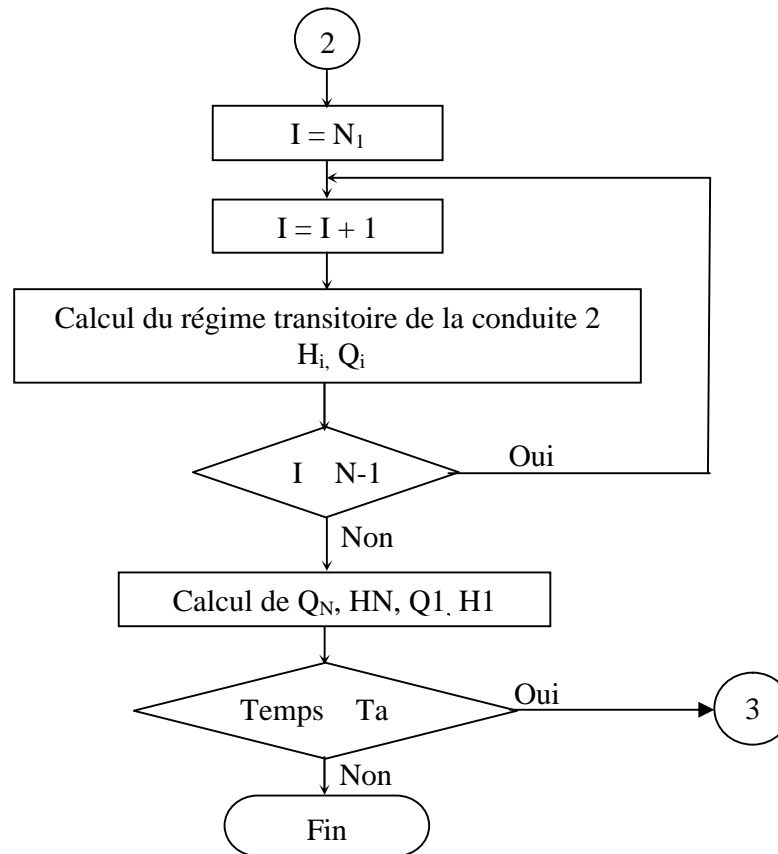 2
I = N₁
I = I + 1
Calcul du régime transitoire de la conduite 2
Hᵢ, Qᵢ
I N-1
Oui
Non
Calcul de Q_N, HN, Q1, H1
Temps Ta
Oui
3
Non
Fin